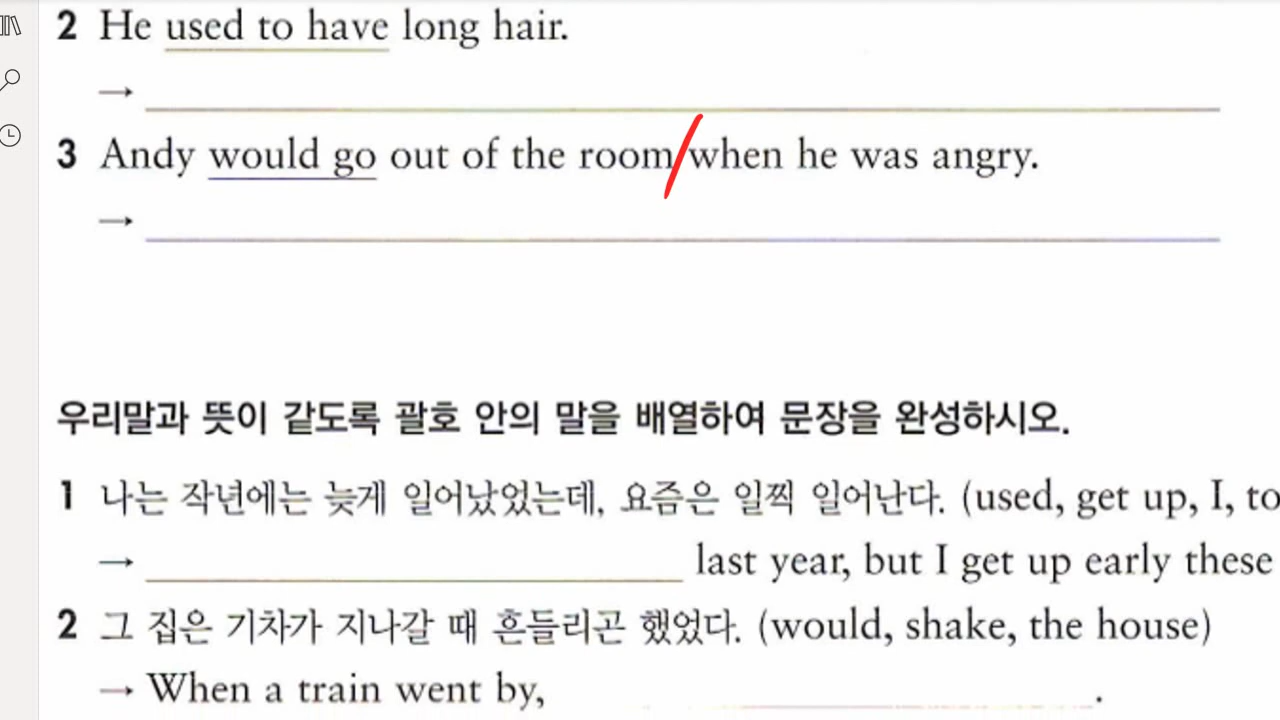 2 He used to have long hair.
→
3 Andy would go out of the room when he was angry.
→
우리말과 뜻이 같도록 괄호 안의 말을 배열하여 문장을 완성하시오.
1 나는 작년에는 늦게 일어났었는데, 요즘은 일찍 일어난다. (used, get up, I, to
→ last year, but I get up early these
2 그 집은 기차가 지나갈 때 흔들리곤 했었다. (would, shake, the house)
→ When a train went by, .